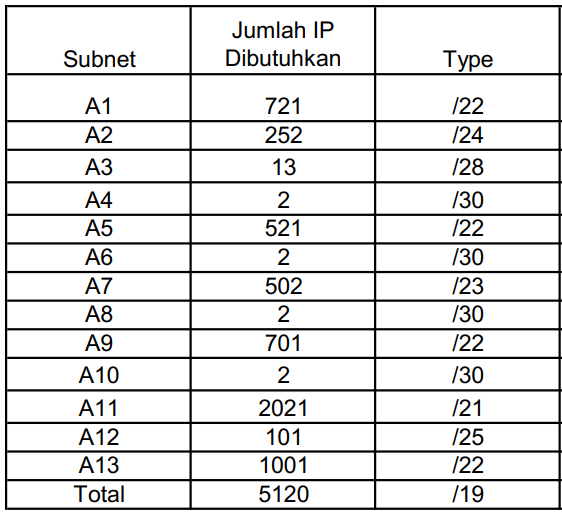 Subnet Jumlah IP Dibutuhkan Type
A1 721 /22
A2 252 /24
A3 13 /28
A4 2 /30
A5 521 /22
A6 2 /30
A7 502 /23
A8 2 /30
A9 701 /22
A10 2 /30
A11 2021 /21
A12 101 /25
A13 1001 /22
Total 5120 /19